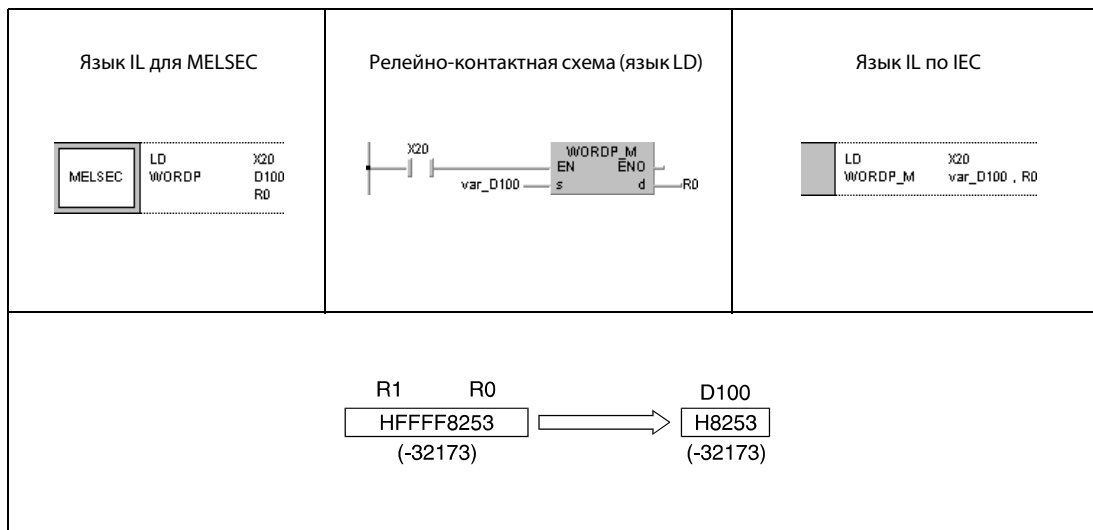 Язык IL для MELSEC
MELSEC
LD X20
WORDP D100
R0
Релейно-контактная схема (язык LD)
X20
WORDP_M
EN ENO
var_D100 s d R0
Язык IL по IEC
LD X20
WORDP_M var_D100 , R0
R1 R0
HFFFF8253
(-32173)
D100
H8253
(-32173)